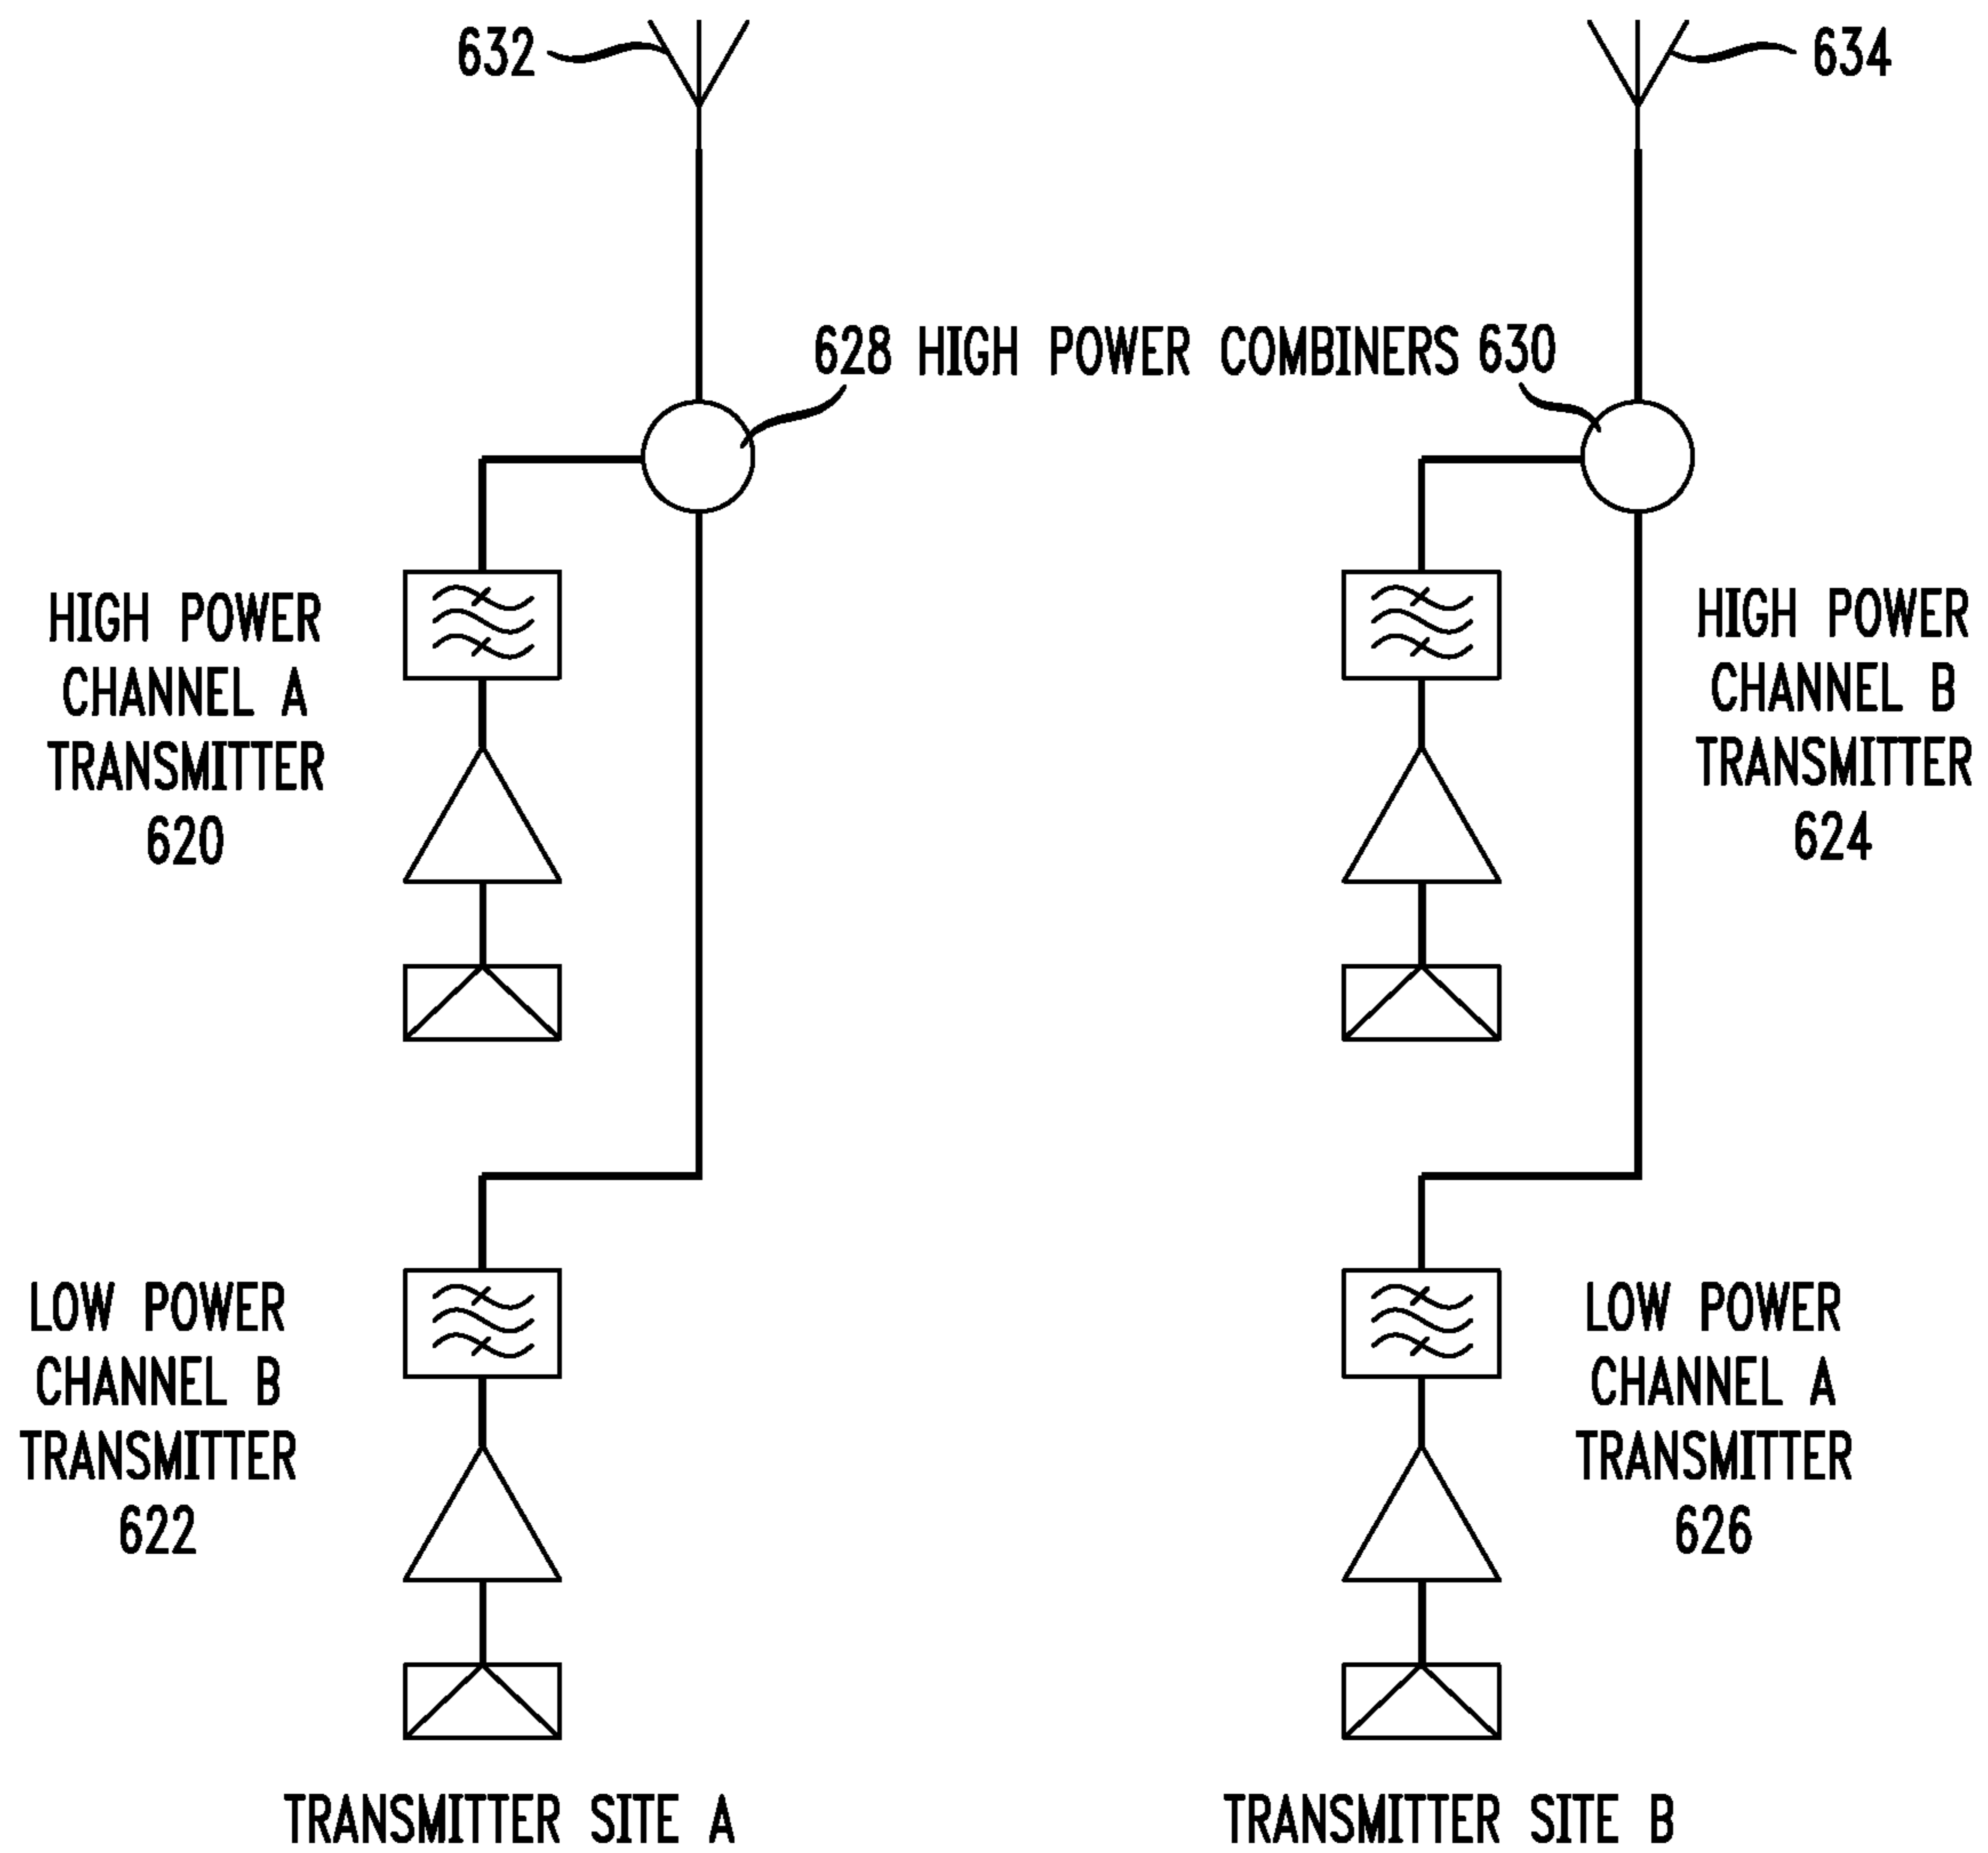 632
634
628 HIGH POWER COMBINERS 630
HIGH POWER
CHANNEL A
TRANSMITTER
620
HIGH POWER
CHANNEL B
TRANSMITTER
624
LOW POWER
CHANNEL B
TRANSMITTER
622
LOW POWER
CHANNEL A
TRANSMITTER
626
TRANSMITTER SITE A
TRANSMITTER SITE B